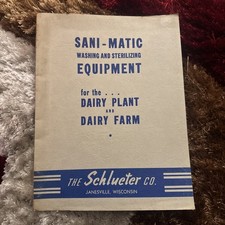 SANI-MATIC
WASHING AND STERILIZING
EQUIPMENT
for the . . .
DAIRY PLANT
AND
DAIRY FARM
THE Schlueter CO.
JANESVILLE, WISCONSIN